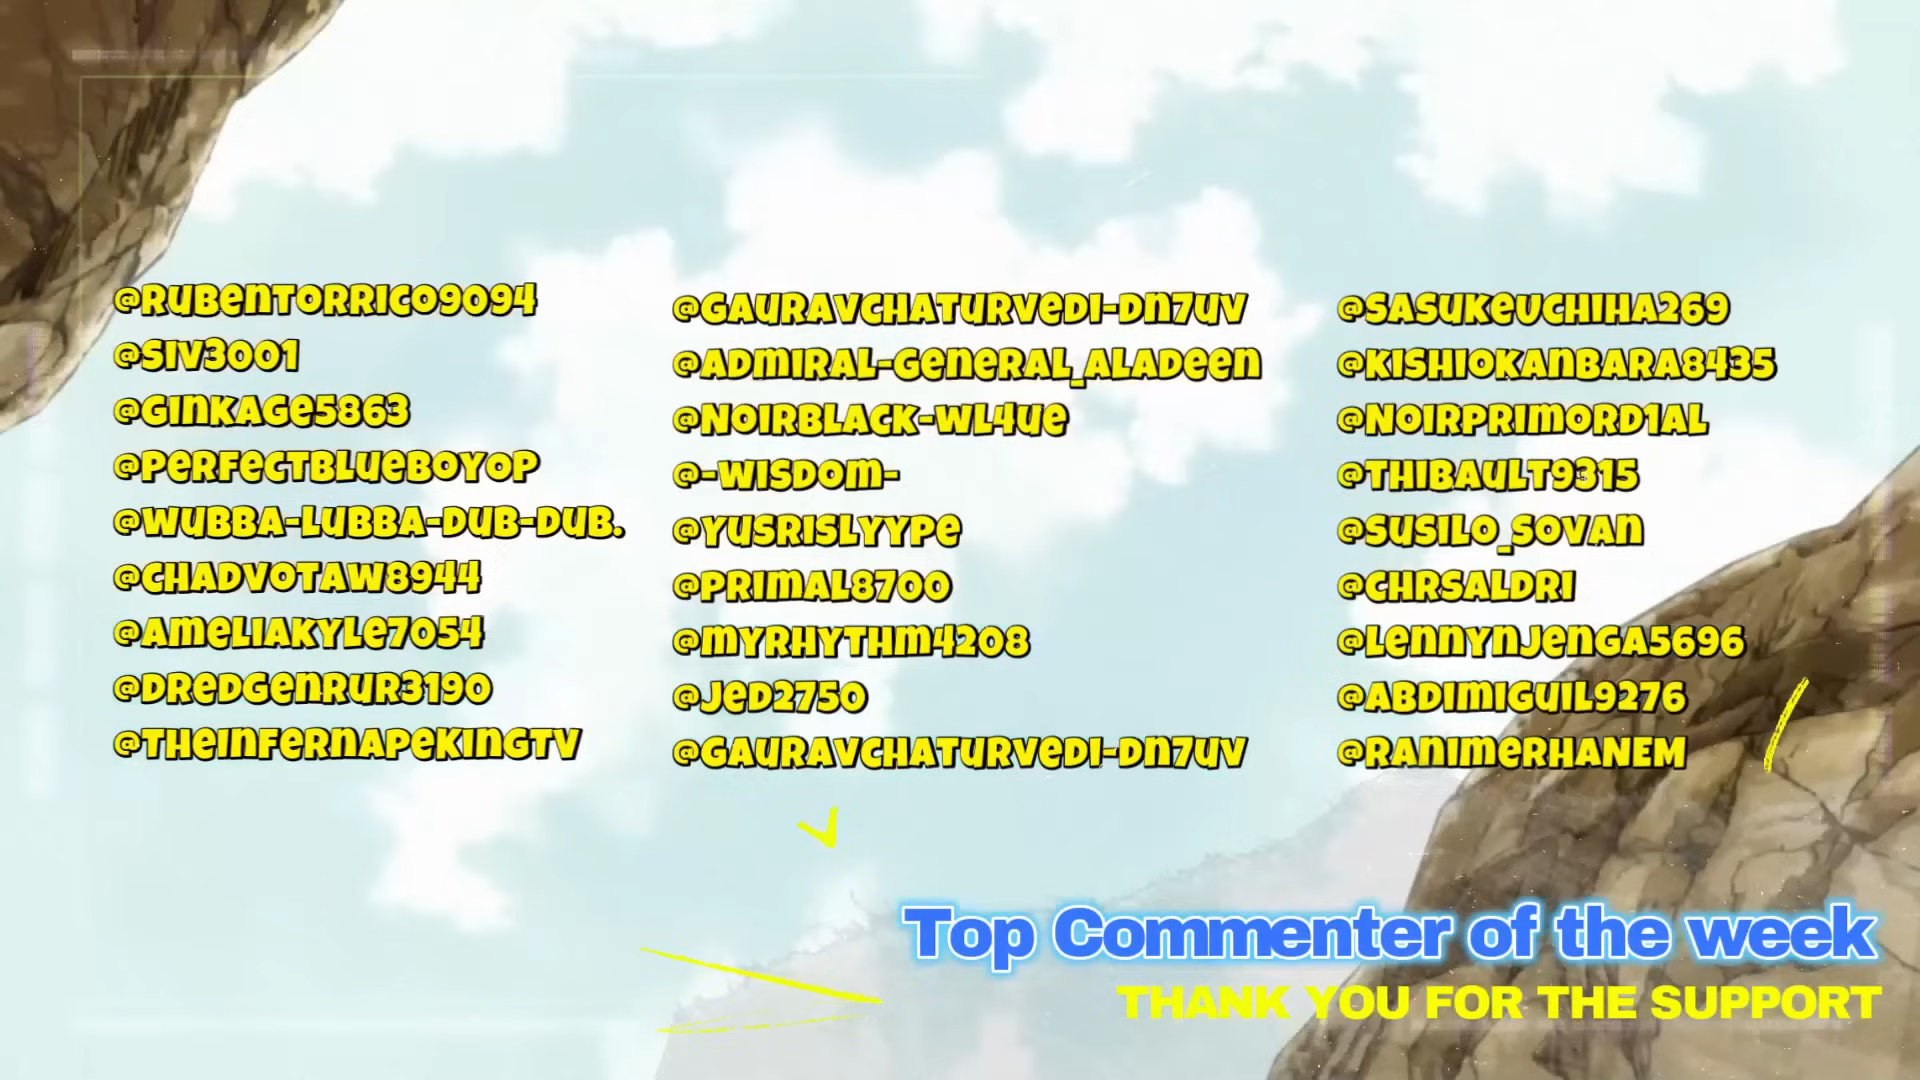 @RUBENTORRICO9094
@SIV3001
@GINKAGE5863
@PERFECTBLUEBOYOP
@WUBBA-LUBBA-DUB-DUB.
@CHADVOTAW8944
@AMELIAKYLE7054
@DREDGENRUR3190
@THEINFERNAPEKINGTV
@GAURAVCHATURVEDI-DN7UV
@ADMIRAL-GENERAL_ALADEEN
@NOIRBLACK-WL4UE
@-WISDOM-
@YUSRISLYYPE
@PRIMAL8700
@MYRHYTHM4208
@JED2750
@GAURAVCHATURVEDI-DN7UV
@SASUKEUCHIHA269
@KISHIOKANBARA8435
@NOIRPRIMORD1AL
@THIBAULT9315
@SUSILO_SOVAN
@CHRSALDRI
@LENNYNJENGA5696
@ABDIMIGUIL9276
@RANIMERHANEM
Top Commenter of the week
THANK YOU FOR THE SUPPORT